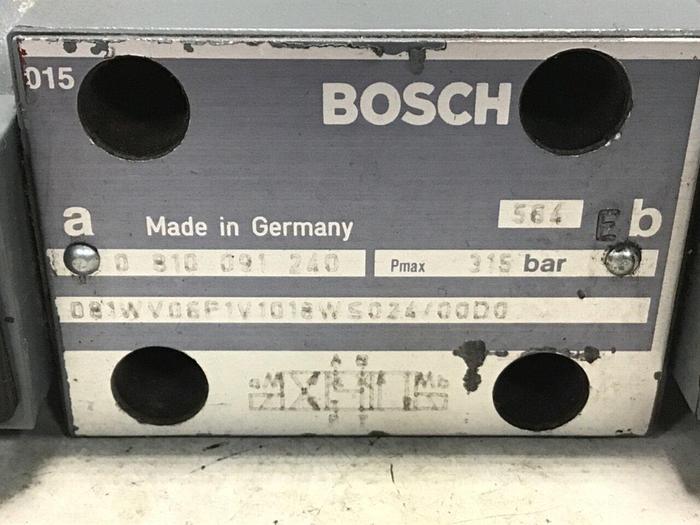 015
BOSCH
564
a Made in Germany E b
0 810 091 240 Pmax 315 bar
081WV06P1V1018WS024/00D0
A B
a b
P T